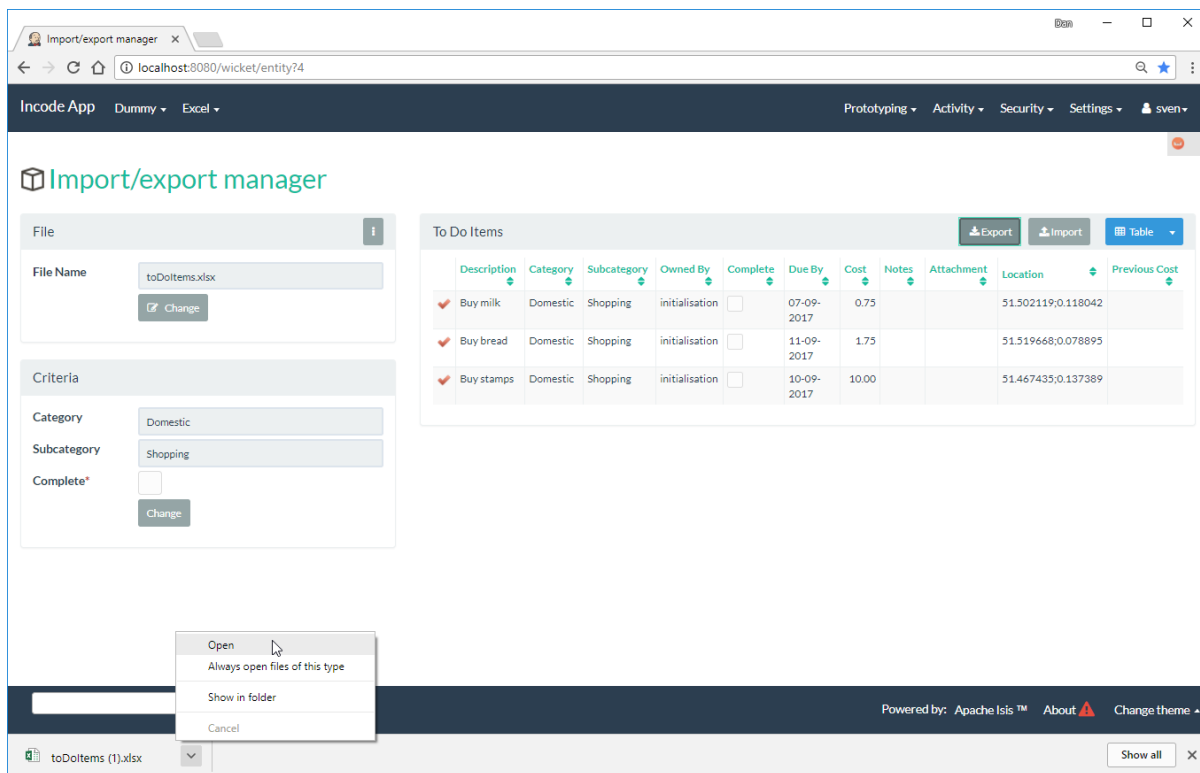 Dan
Import/export manager
localhost:8080/wicket/entity?4
Incode App Dummy Excel Prototyping Activity Security Settings sven
Import/export manager
File
File Name toDoItems.xlsx
Change
Criteria
Category Domestic
Subcategory Shopping
Complete*
Change
To Do Items Export Import Table
Description Category Subcategory Owned By Complete Due By Cost Notes Attachment Location Previous Cost
Buy milk Domestic Shopping initialisation 07-09- 0.75 51.502119;0.118042
2017
Buy bread Domestic Shopping initialisation 11-09- 1.75 51.519668;0.078895
2017
Buy stamps Domestic Shopping initialisation 10-09- 10.00 51.467435;0.137389
2017
Open
Always open files of this type
Show in folder
Cancel
Powered by: Apache Isis ™ About Change theme
toDoItems (1).xlsx Show all